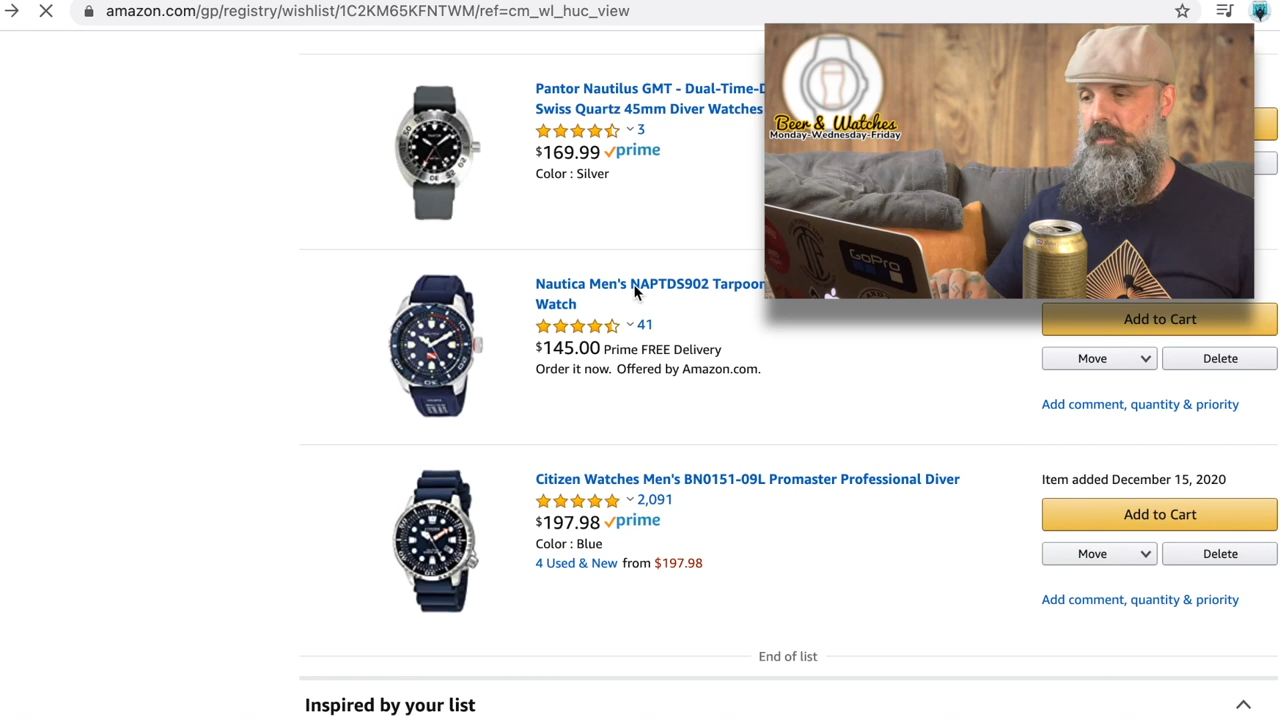 amazon.com/gp/registry/wishlist/1C2KM65KFNTWM/ref=cm_wl_huc_view
Pantor Nautilus GMT - Dual-Time-D
Swiss Quartz 45mm Diver Watches
3
$169.99 prime
Color : Silver
Beer & Watches
Monday-Wednesday-Friday
GoPro
Nautica Men's NAPTDS902 Tarpoon
Watch
41
$145.00 Prime FREE Delivery
Order it now. Offered by Amazon.com.
Add to Cart
Move
Delete
Add comment, quantity & priority
Citizen Watches Men's BN0151-09L Promaster Professional Diver
2,091
$197.98 prime
Color : Blue
4 Used & New from $197.98
Item added December 15, 2020
Add to Cart
Move
Delete
Add comment, quantity & priority
End of list
Inspired by your list